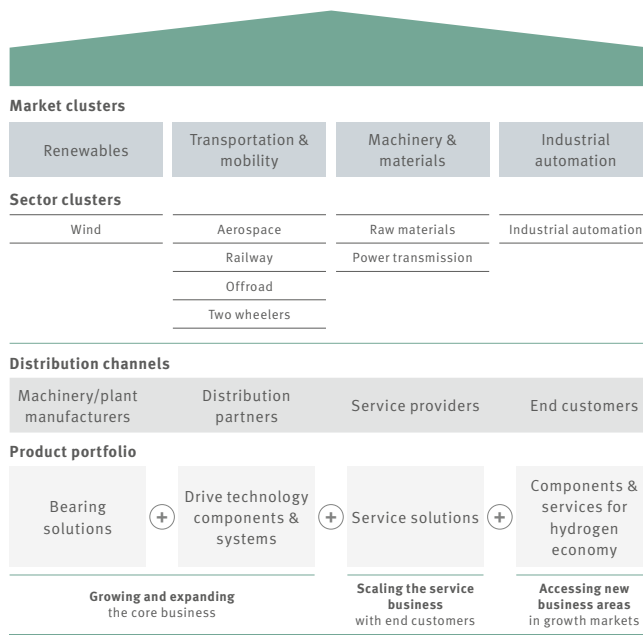 Market clusters
Renewables
Transportation &
mobility
Machinery &
materials
Industrial
automation
Sector clusters
Wind
Aerospace
Raw materials
Industrial automation
Railway
Power transmission
Offroad
Two wheelers
Distribution channels
Machinery/plant
manufacturers
Distribution
partners
Service providers
End customers
Product portfolio
Bearing
solutions
+
Drive technology
components &
systems
+
Service solutions
+
Components &
services for
hydrogen
economy
Growing and expanding
the core business
Scaling the service
business
with end customers
Accessing new
business areas
in growth markets